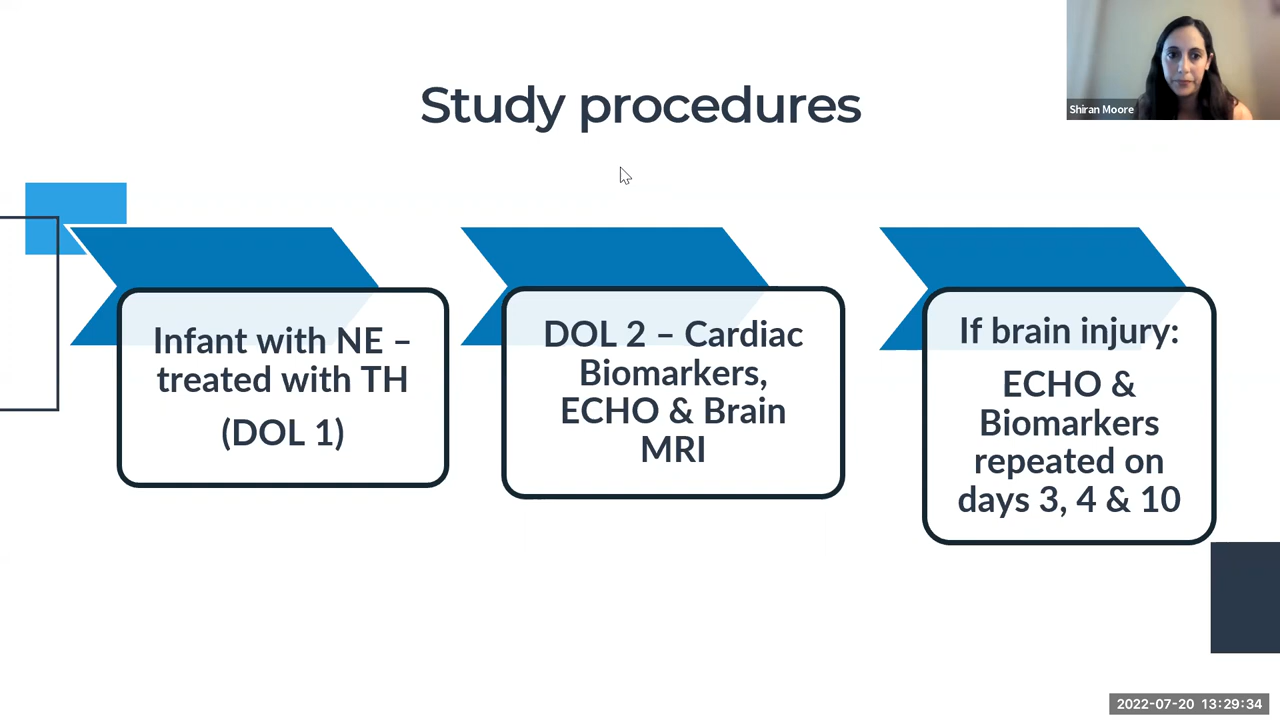 Study procedures
Shiran Moore
Infant with NE –
treated with TH
(DOL 1)
DOL 2 – Cardiac
Biomarkers,
ECHO & Brain
MRI
If brain injury:
ECHO &
Biomarkers
repeated on
days 3, 4 & 10
2022-07-20 13:29:34